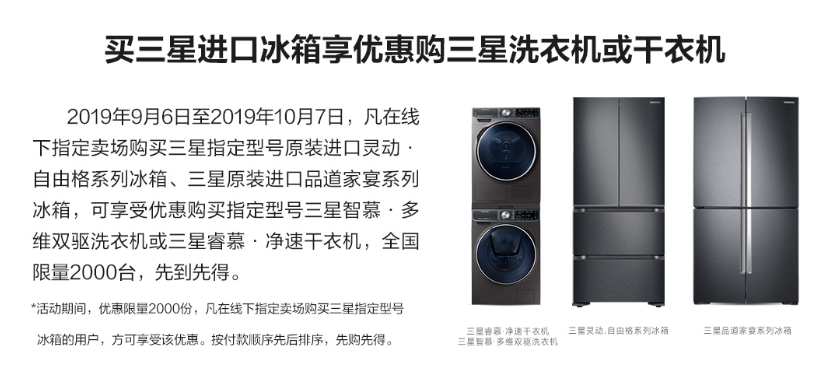 买三星进口冰箱享优惠购三星洗衣机或干衣机
2019年9月6日至2019年10月7日，凡在线
下指定卖场购买三星指定型号原装进口灵动·
自由格系列冰箱、三星原装进口品道家宴系列
冰箱，可享受优惠购买指定型号三星智慕·多
维双驱洗衣机或三星睿慕·净速干衣机，全国
限量2000台，先到先得。
*活动期间，优惠限量2000份，凡在线下指定卖场购买三星指定型号
冰箱的用户，方可享受该优惠。按付款顺序先后排序，先购先得。
三星睿慕·净速干衣机
三星智慕·多维双驱洗衣机
三星灵动.自由格系列冰箱
三星品道家宴系列冰箱